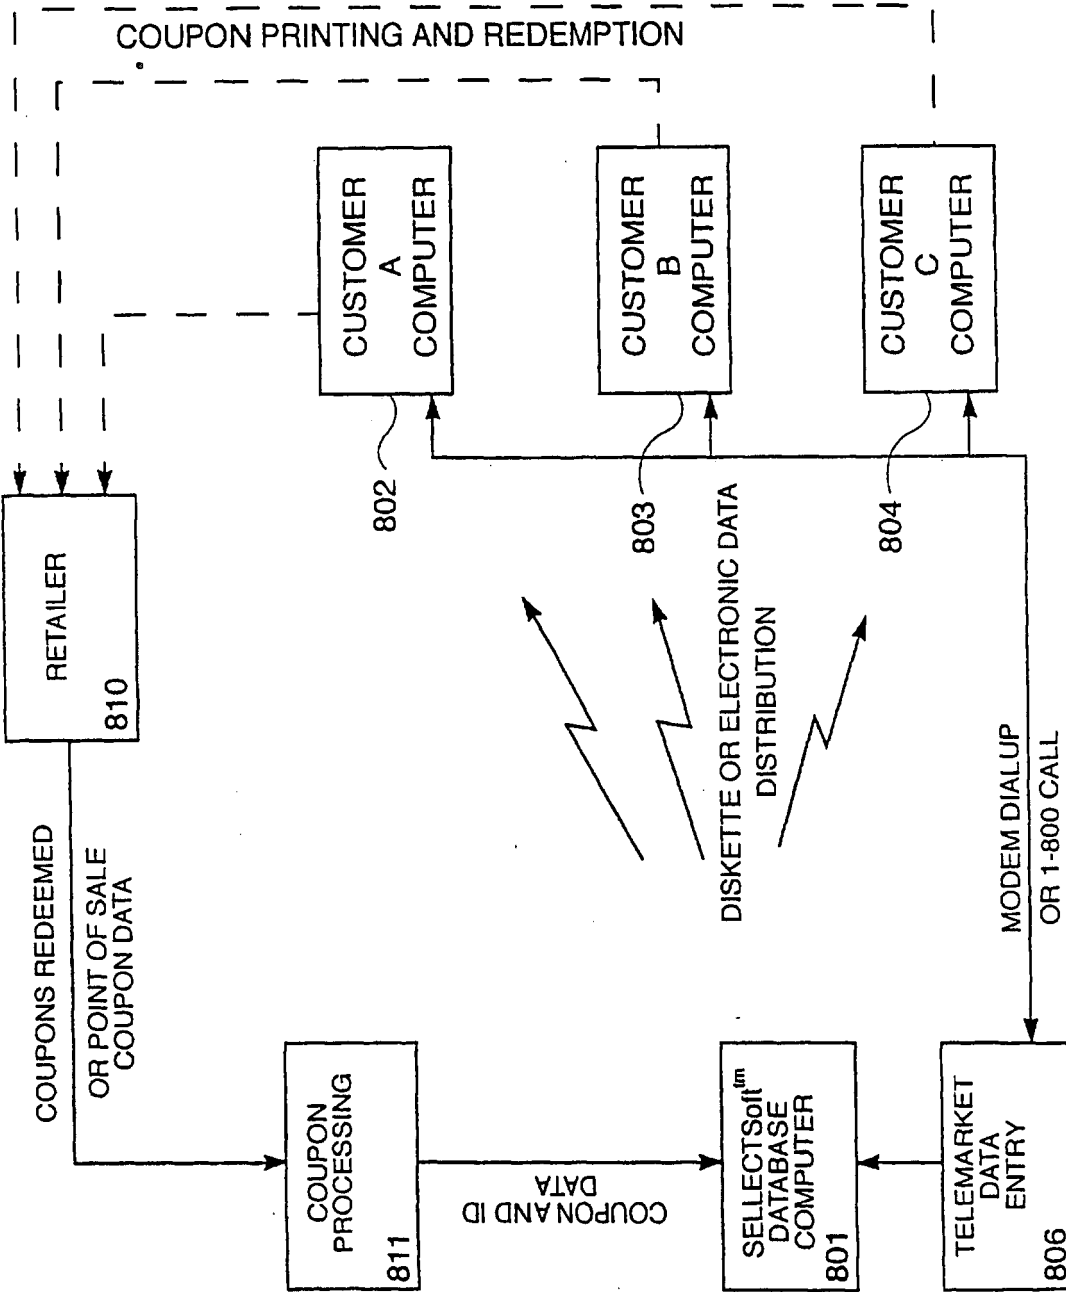 COUPON PRINTING AND REDEMPTION
CUSTOMER
A
COMPUTER
802
CUSTOMER
B
COMPUTER
803
CUSTOMER
C
COMPUTER
804
RETAILER
810
DISKETTE OR ELECTRONIC DATA
DISTRIBUTION
MODEM DIALUP
OR 1-800 CALL
COUPONS REDEEMED
OR POINT OF SALE
COUPON DATA
COUPON
PROCESSING
811
COUPON AND ID
DATA
SELLECTSoft™
DATABASE
COMPUTER
801
TELEMARKET
DATA
ENTRY
806